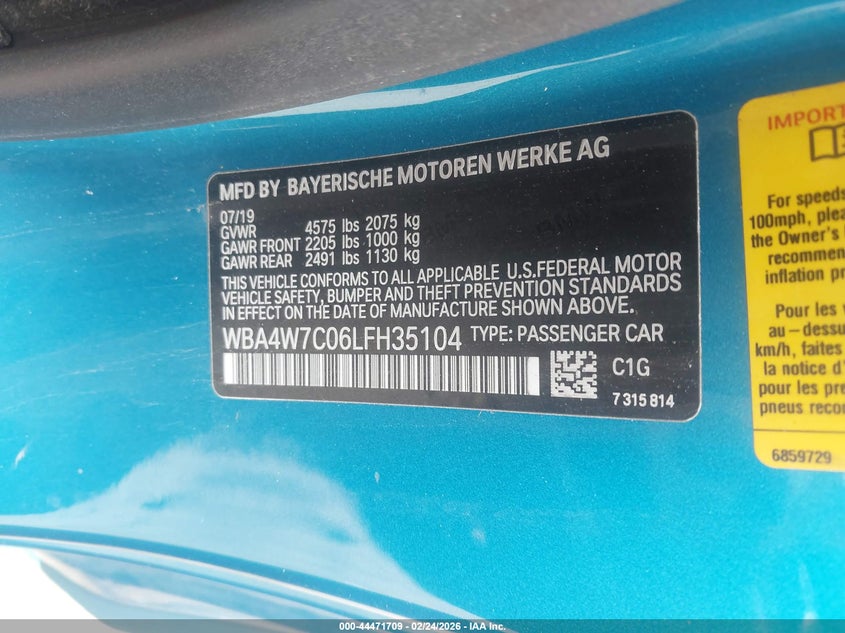 MFD BY BAYERISCHE MOTOREN WERKE AG
07/19
GVWR 4575 lbs 2075 kg
GAWR FRONT 2205 lbs 1000 kg
GAWR REAR 2491 lbs 1130 kg
THIS VEHICLE CONFORMS TO ALL APPLICABLE U.S.FEDERAL MOTOR
VEHICLE SAFETY, BUMPER AND THEFT PREVENTION STANDARDS
IN EFFECT ON THE DATE OF MANUFACTURE SHOWN ABOVE.
WBA4W7C06LFH35104 TYPE: PASSENGER CAR
C1G
7 315 814
IMPORT
For speeds
100mph, plea
the Owner's
recommen
inflation pr
Pour les
au-dessu
km/h, faites
la notice d'
pour les pre
pneus reco
6859729
000-44471709 - 02/24/2026 - IAA Inc.